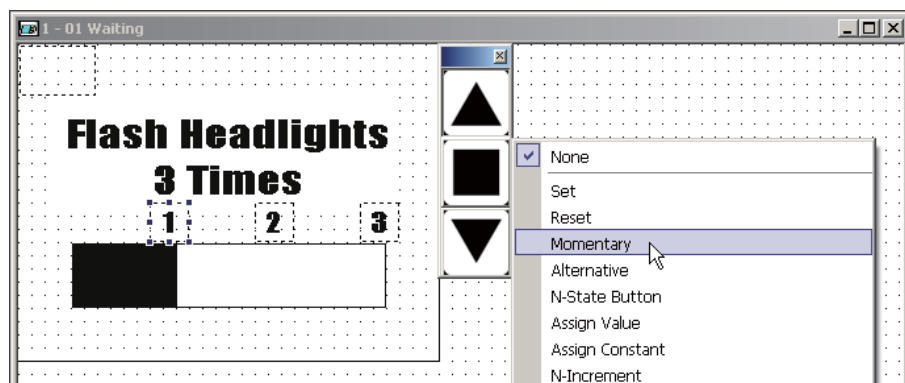 1 - 01 Waiting
Flash Headlights
3 Times
1 2 3
None
Set
Reset
Momentary
Alternative
N-State Button
Assign Value
Assign Constant
N-Increment